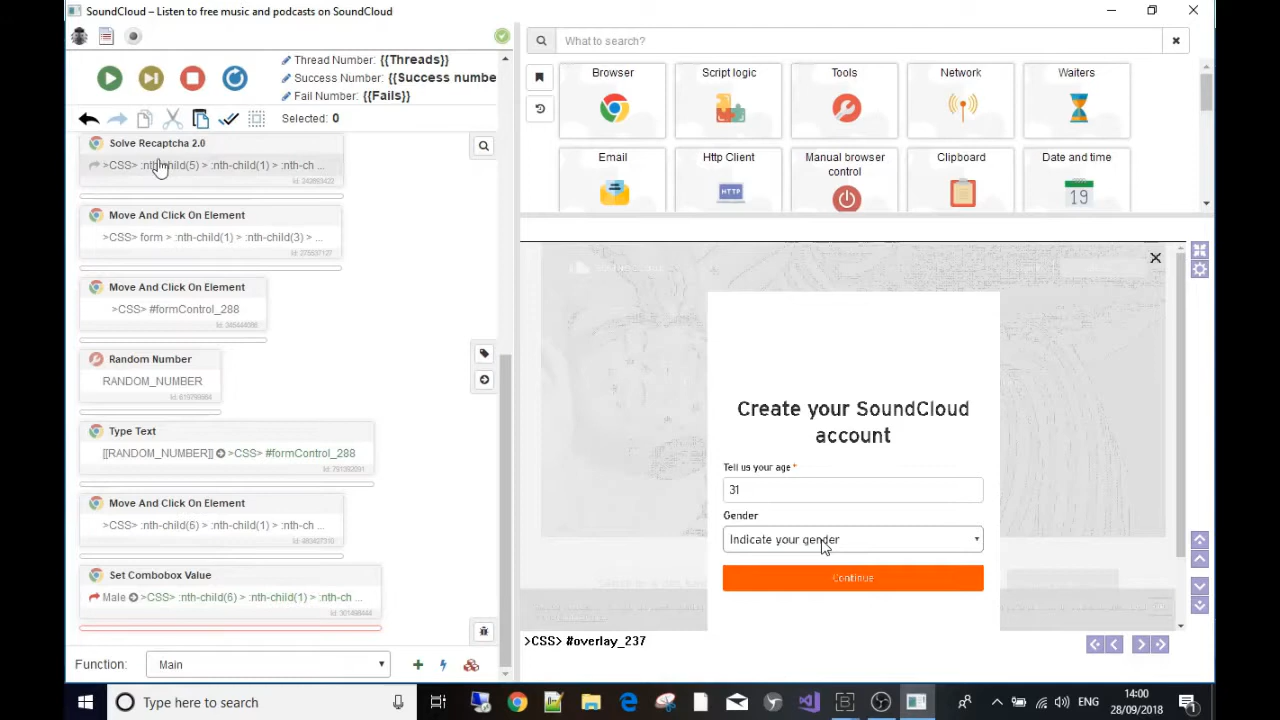 SoundCloud – Listen to free music and podcasts on SoundCloud
Thread Number: {{Threads}}
Success Number: {{Success numbe
Fail Number: {{Fails}}
Selected: 0
Solve Recaptcha 2.0
>CSS> :nth-child(5) > :nth-child(1) > :nth-ch ...
Move And Click On Element
>CSS> form > :nth-child(1) > :nth-child(3) > ...
Move And Click On Element
>CSS> #formControl_288
Random Number
RANDOM_NUMBER
Type Text
[[RANDOM_NUMBER]] >CSS> #formControl_288
Move And Click On Element
>CSS> :nth-child(6) > :nth-child(1) > :nth-ch ...
Set Combobox Value
Male >CSS> :nth-child(6) > :nth-child(1) > :nth-ch ...
Function: Main
What to search?
Browser Script logic Tools Network Waiters
Email Http Client Manual browser control Clipboard Date and time
HTTP
19
Create your SoundCloud
account
Tell us your age *
31
Gender
Indicate your gender
Continue
>CSS> #overlay_237
Type here to search
ENG
14:00
28/09/2018